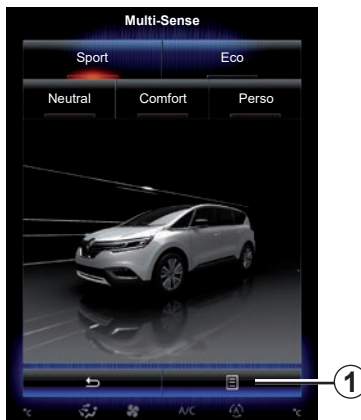 Multi-Sense
Sport Eco
Neutral Comfort Perso
1
°c A/C °c